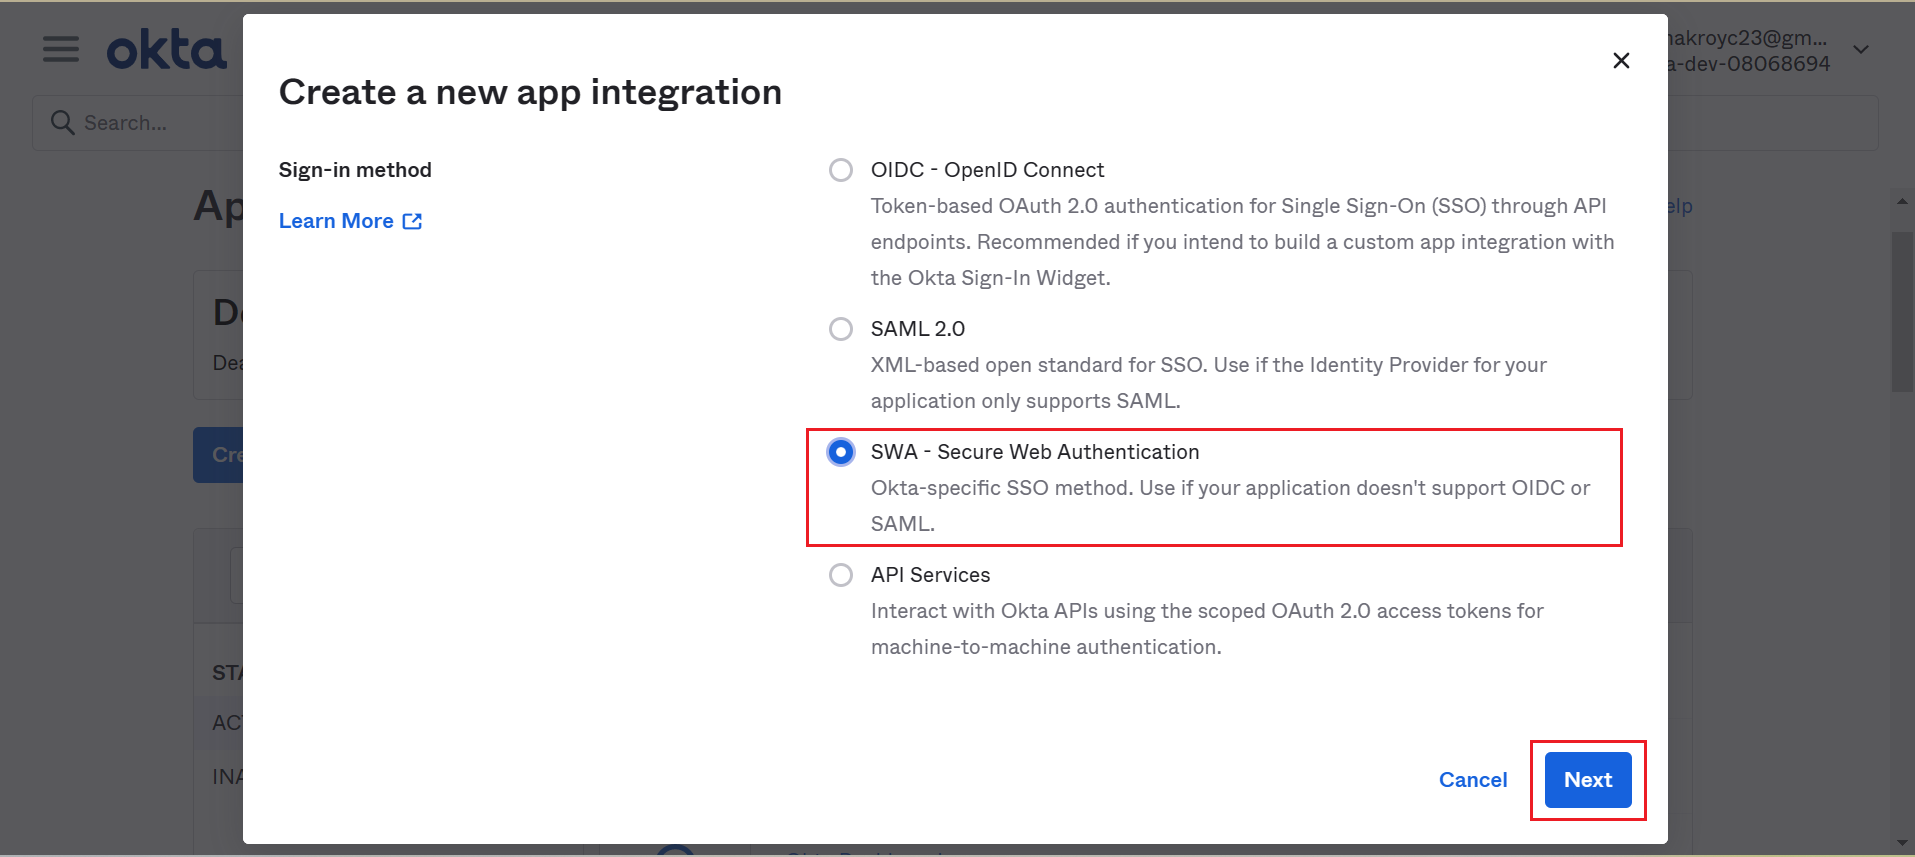 okta
nakroyc23@gm...
a-dev-08068694
Search...
Create a new app integration
Sign-in method
Learn More
OIDC - OpenID Connect
Token-based OAuth 2.0 authentication for Single Sign-On (SSO) through API
endpoints. Recommended if you intend to build a custom app integration with
the Okta Sign-In Widget.
SAML 2.0
XML-based open standard for SSO. Use if the Identity Provider for your
application only supports SAML.
SWA - Secure Web Authentication
Okta-specific SSO method. Use if your application doesn't support OIDC or
SAML.
API Services
Interact with Okta APIs using the scoped OAuth 2.0 access tokens for
machine-to-machine authentication.
Cancel
Next
Ap
elp
De
Dea
Cre
STA
ACT
INA